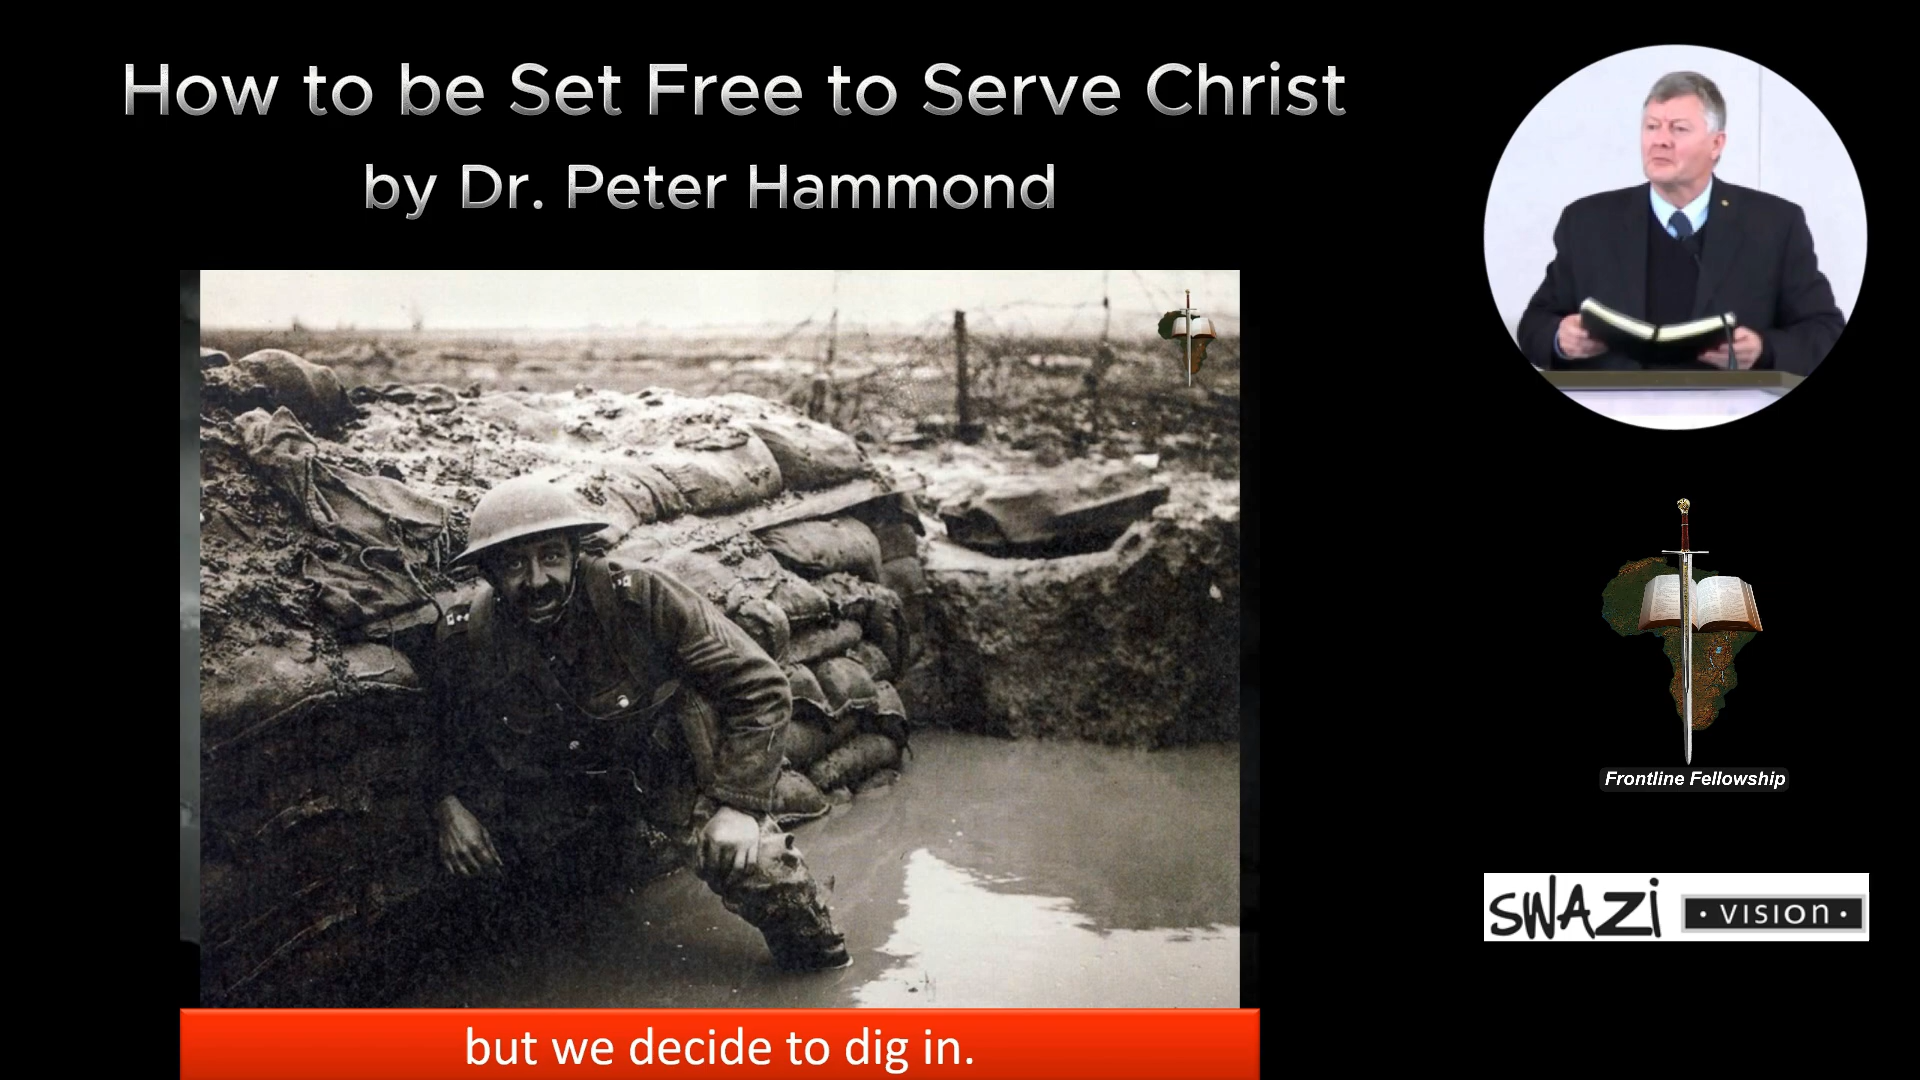 How to be Set Free to Serve Christ
by Dr. Peter Hammond
Frontline Fellowship
SWAZI • VISION •
but we decide to dig in.